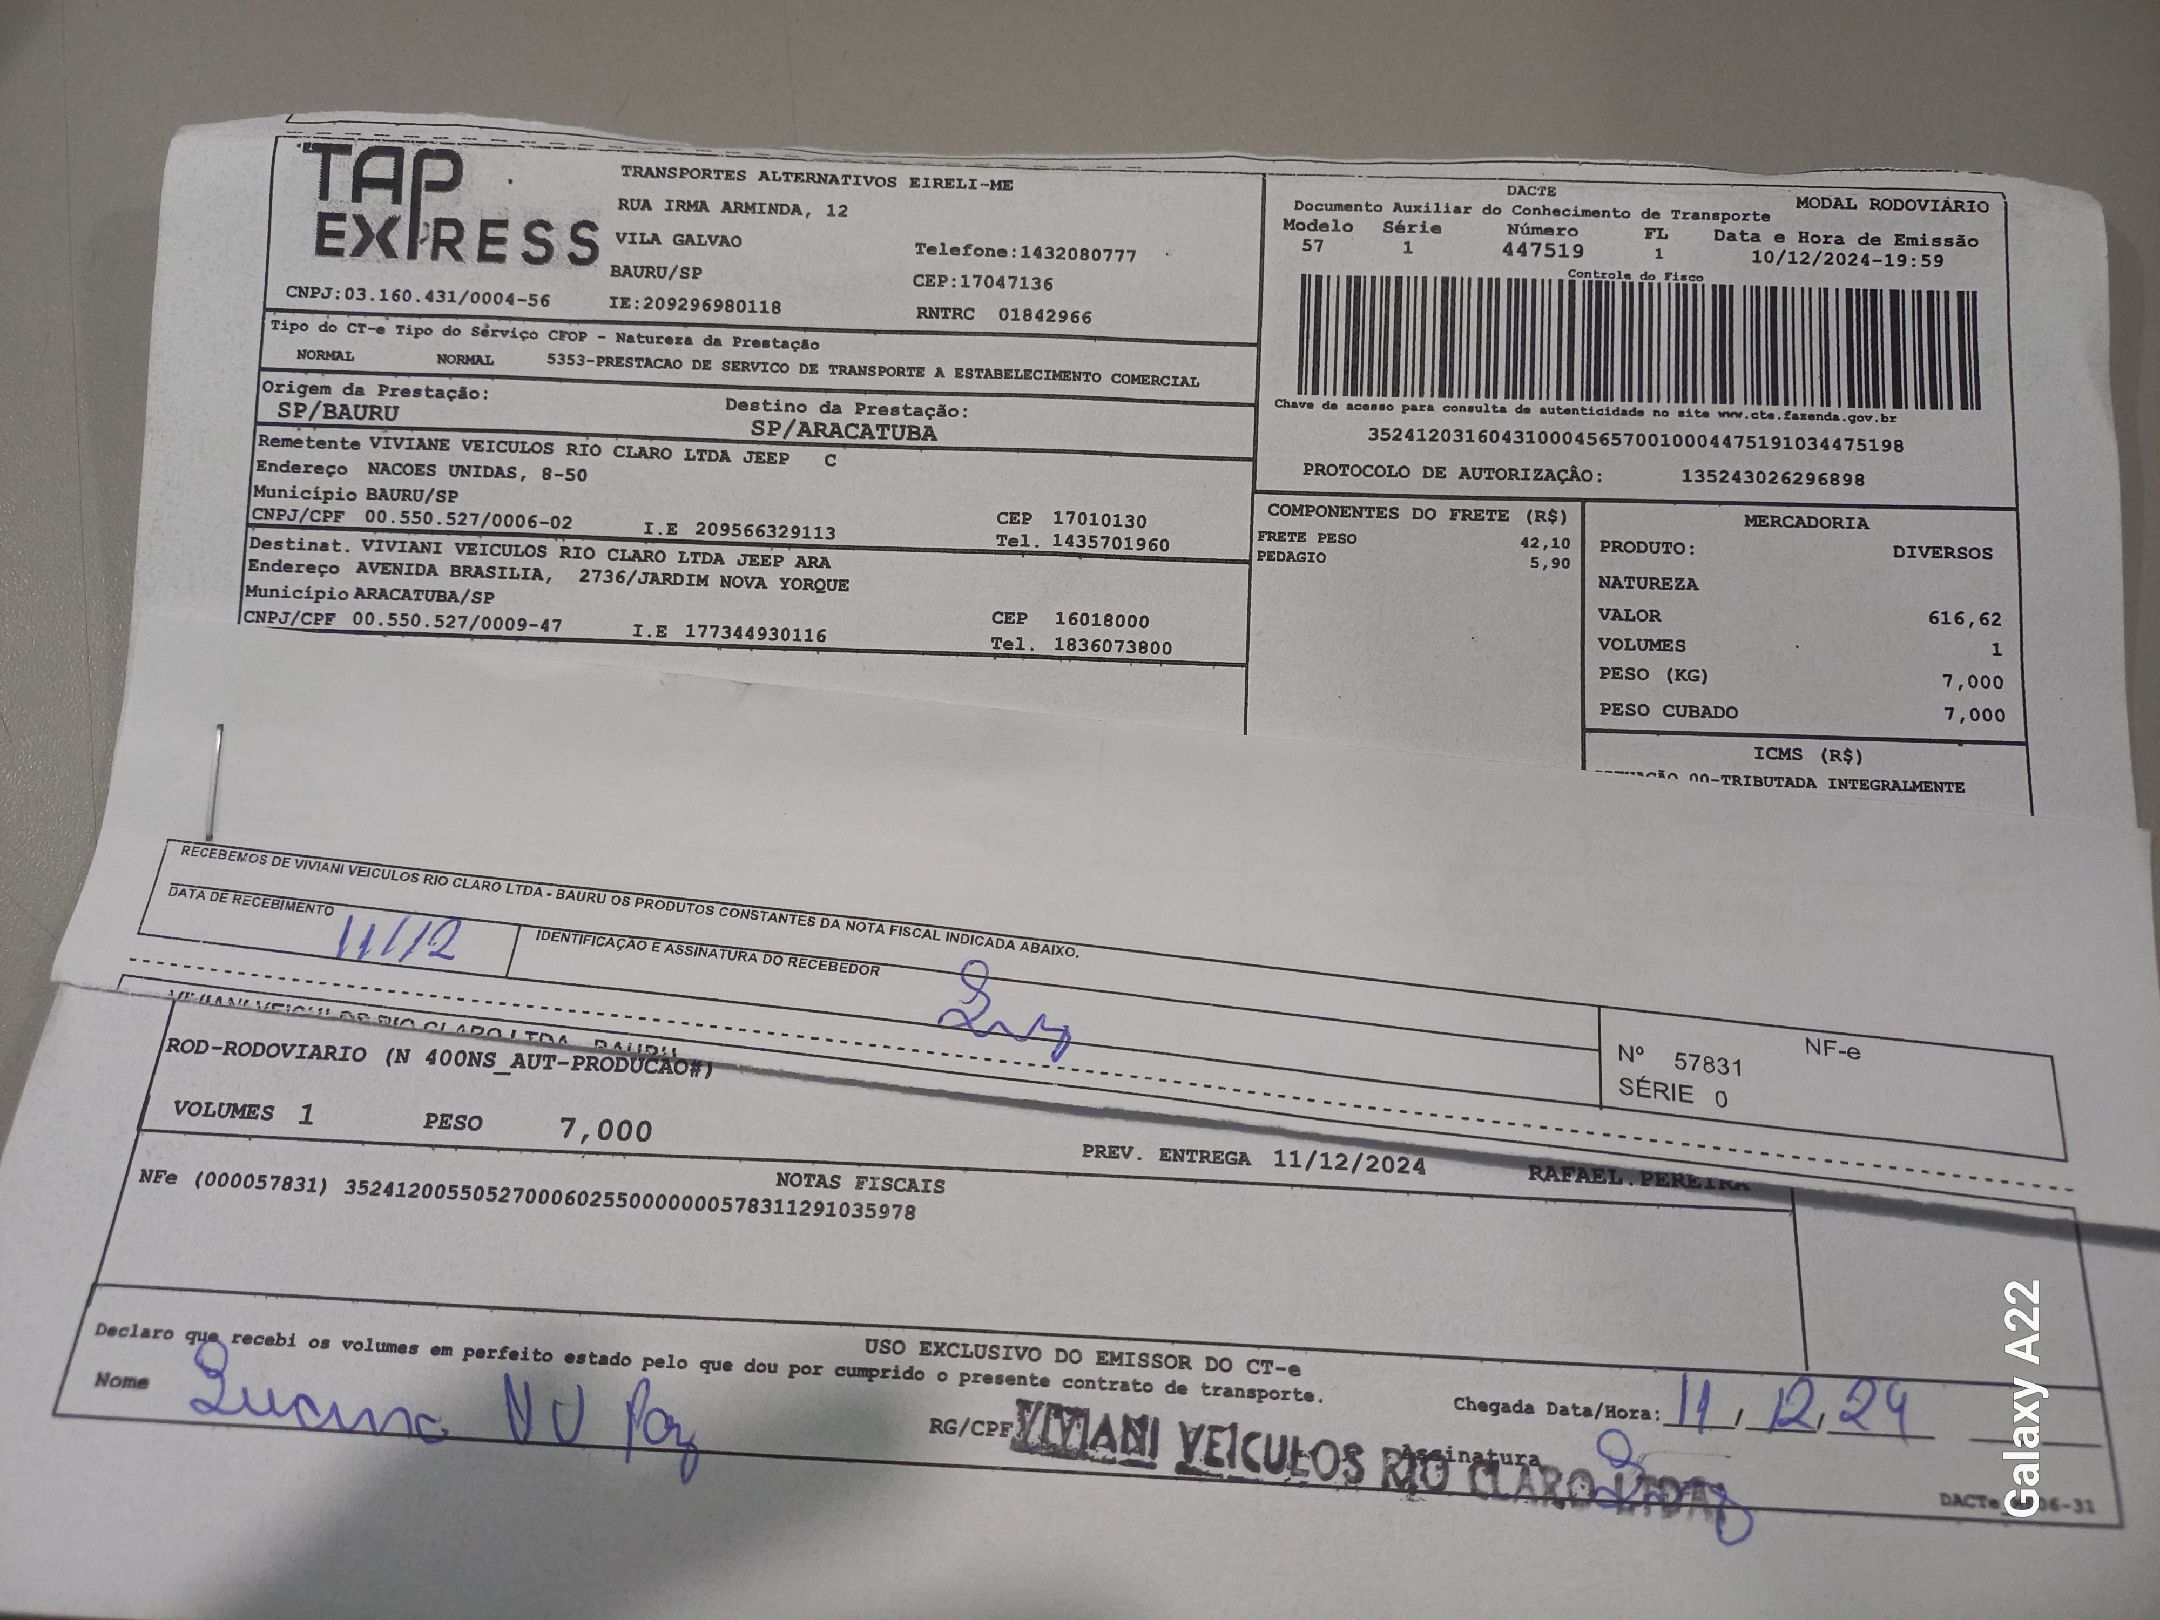 TAP EXPRESS
TRANSPORTES ALTERNATIVOS EIRELI-ME
RUA IRMA ARMINDA, 12
VILA GALVAO Telefone:1432080777
BAURU/SP CEP:17047136
CNPJ:03.160.431/0004-56 IE:209296980118 RNTRC 01842966
DACTE MODAL RODOVIÁRIO
Documento Auxiliar do Conhecimento de Transporte
Modelo Série Número FL Data e Hora de Emissão
57 1 447519 1 10/12/2024-19:59
Controle do Fisco
Chave de acesso para consulta de autenticidade no site www.cte.fazenda.gov.br
35241203160431000456570010004475191034475198
PROTOCOLO DE AUTORIZAÇÃO: 135243026296898
Tipo do CT-e Tipo do Serviço CFOP - Natureza da Prestação
NORMAL NORMAL 5353-PRESTACAO DE SERVICO DE TRANSPORTE A ESTABELECIMENTO COMERCIAL
Origem da Prestação: Destino da Prestação:
SP/BAURU SP/ARACATUBA
Remetente VIVIANE VEICULOS RIO CLARO LTDA JEEP C
Endereço NACOES UNIDAS, 8-50
Município BAURU/SP CEP 17010130
CNPJ/CPF 00.550.527/0006-02 I.E 209566329113 Tel. 1435701960
Destinat. VIVIANI VEICULOS RIO CLARO LTDA JEEP ARA
Endereço AVENIDA BRASILIA, 2736/JARDIM NOVA YORQUE
Município ARACATUBA/SP CEP 16018000
CNPJ/CPF 00.550.527/0009-47 I.E 177344930116 Tel. 1836073800
COMPONENTES DO FRETE (R$)
FRETE PESO 42,10
PEDAGIO 5,90
MERCADORIA
PRODUTO: DIVERSOS
NATUREZA
VALOR 616,62
VOLUMES 1
PESO (KG) 7,000
PESO CUBADO 7,000
ICMS (R$)
00-TRIBUTADA INTEGRALMENTE
RECEBEMOS DE VIVIANI VEICULOS RIO CLARO LTDA - BAURU OS PRODUTOS CONSTANTES DA NOTA FISCAL INDICADA ABAIXO.
DATA DE RECEBIMENTO 11/12 IDENTIFICAÇAO E ASSINATURA DO RECEBEDOR
NF-e
Nº 57831
SÉRIE 0
VIVIANI VEICULOS RIO CLARO LTDA - BAURU
ROD-RODOVIARIO (N 400NS_AUT-PRODUCAO#)
VOLUMES 1 PESO 7,000 PREV. ENTREGA 11/12/2024 RAFAEL.PEREIRA
NOTAS FISCAIS
NFe (000057831) 35241200550527000602550000000578311291035978
USO EXCLUSIVO DO EMISSOR DO CT-e
Declaro que recebi os volumes em perfeito estado pelo que dou por cumprido o presente contrato de transporte.
Nome RG/CPF Chegada Data/Hora: 11, 12, 24
Assinatura
VIVIANI VEICULOS RIO CLARO LTDA
Galaxy A22